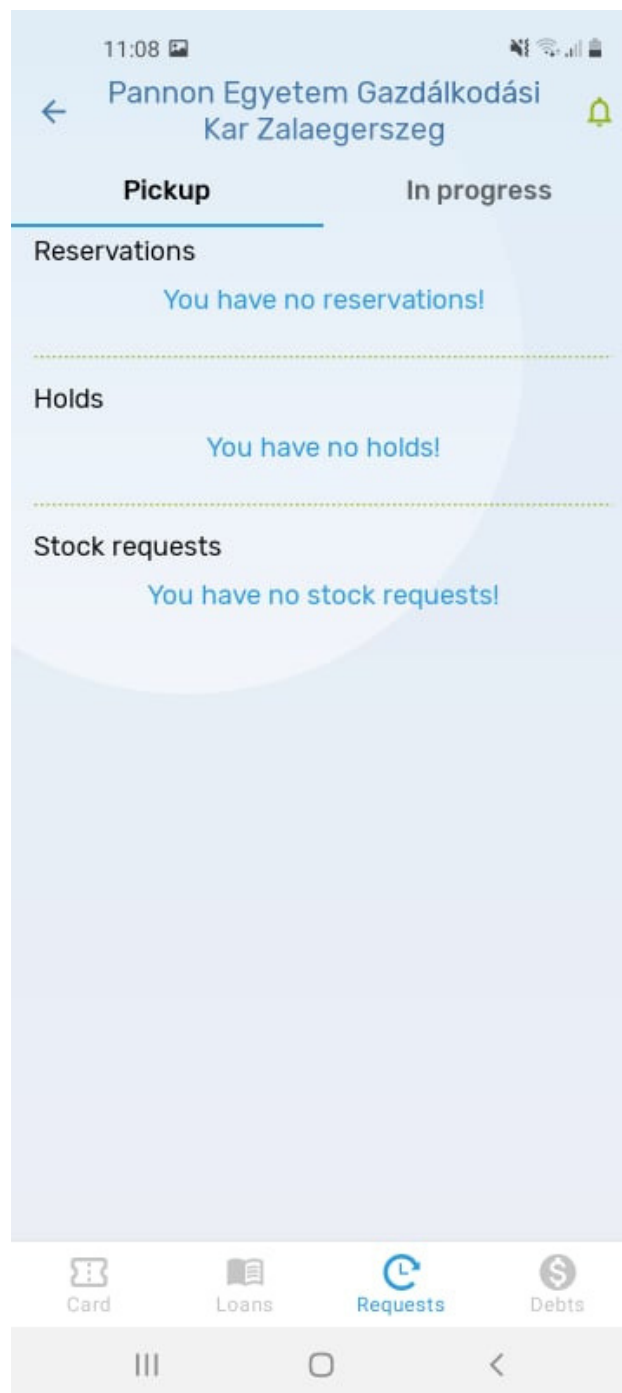 11:08
Pannon Egyetem Gazdálkodási
Kar Zalaegerszeg
Pickup In progress
Reservations
You have no reservations!
Holds
You have no holds!
Stock requests
You have no stock requests!
Card Loans Requests Debts